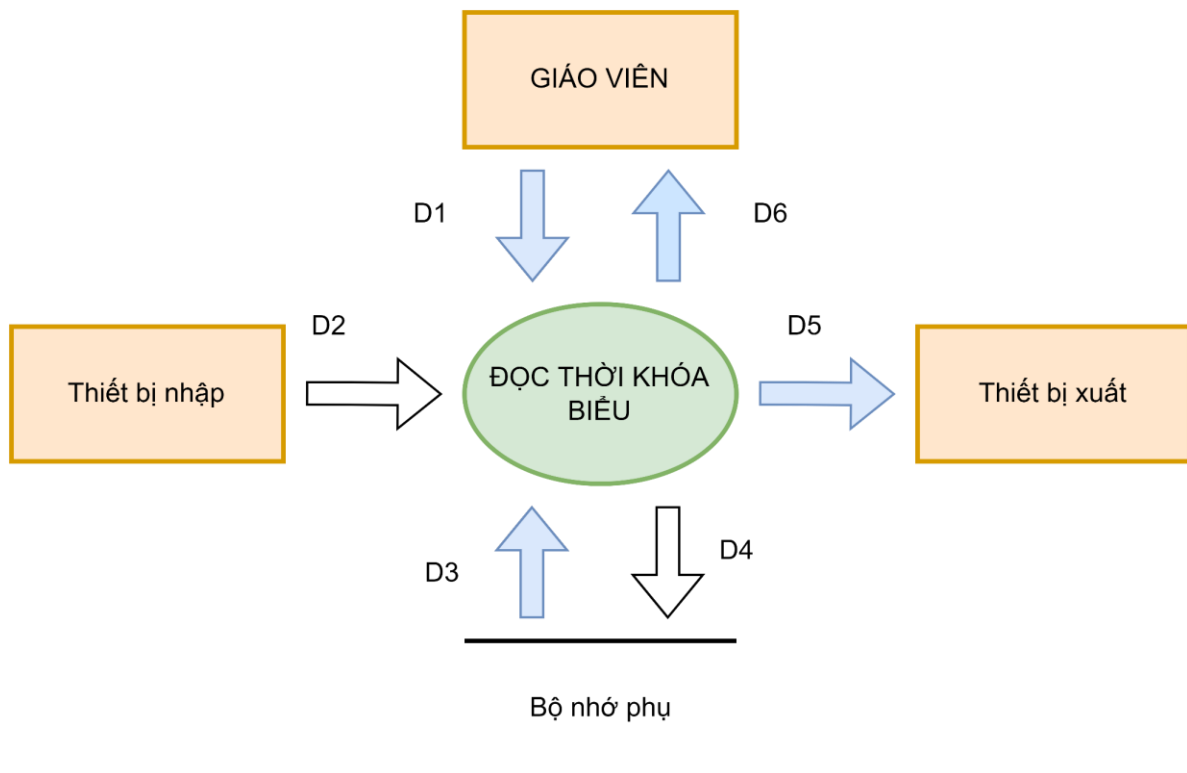 GIÁO VIÊN
D1
D6
D2
D5
Thiết bị nhập
ĐỌC THỜI KHÓA
BIỂU
Thiết bị xuất
D3
D4
Bộ nhớ phụ